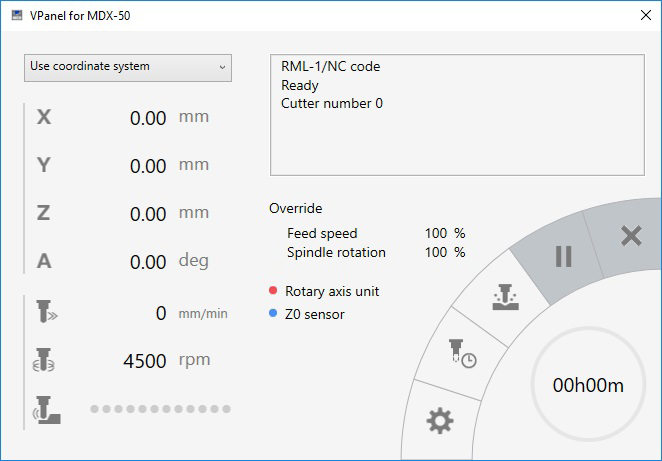 VPanel for MDX-50
Use coordinate system
X 0.00 mm
Y 0.00 mm
Z 0.00 mm
A 0.00 deg
0 mm/min
4500 rpm
RML-1/NC code
Ready
Cutter number 0
Override
Feed speed 100 %
Spindle rotation 100 %
Rotary axis unit
Z0 sensor
00h00m